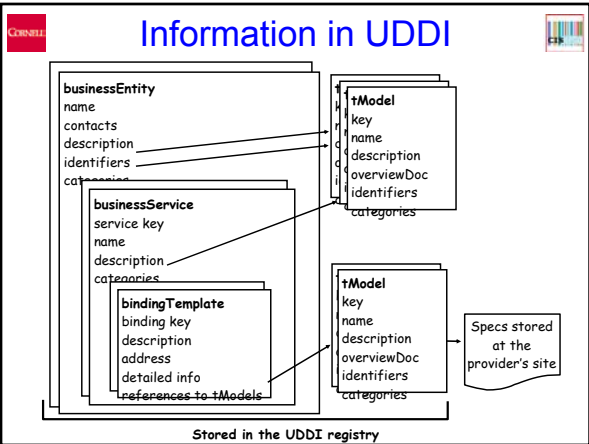 CORNELL
Information in UDDI
CIS
businessEntity
name
contacts
description
identifiers
categories
businessService
service key
name
description
categories
bindingTemplate
binding key
description
address
detailed info
references to tModels
tModel
key
name
description
overviewDoc
identifiers
categories
tModel
key
name
description
overviewDoc
identifiers
categories
Specs stored
at the
provider's site
Stored in the UDDI registry